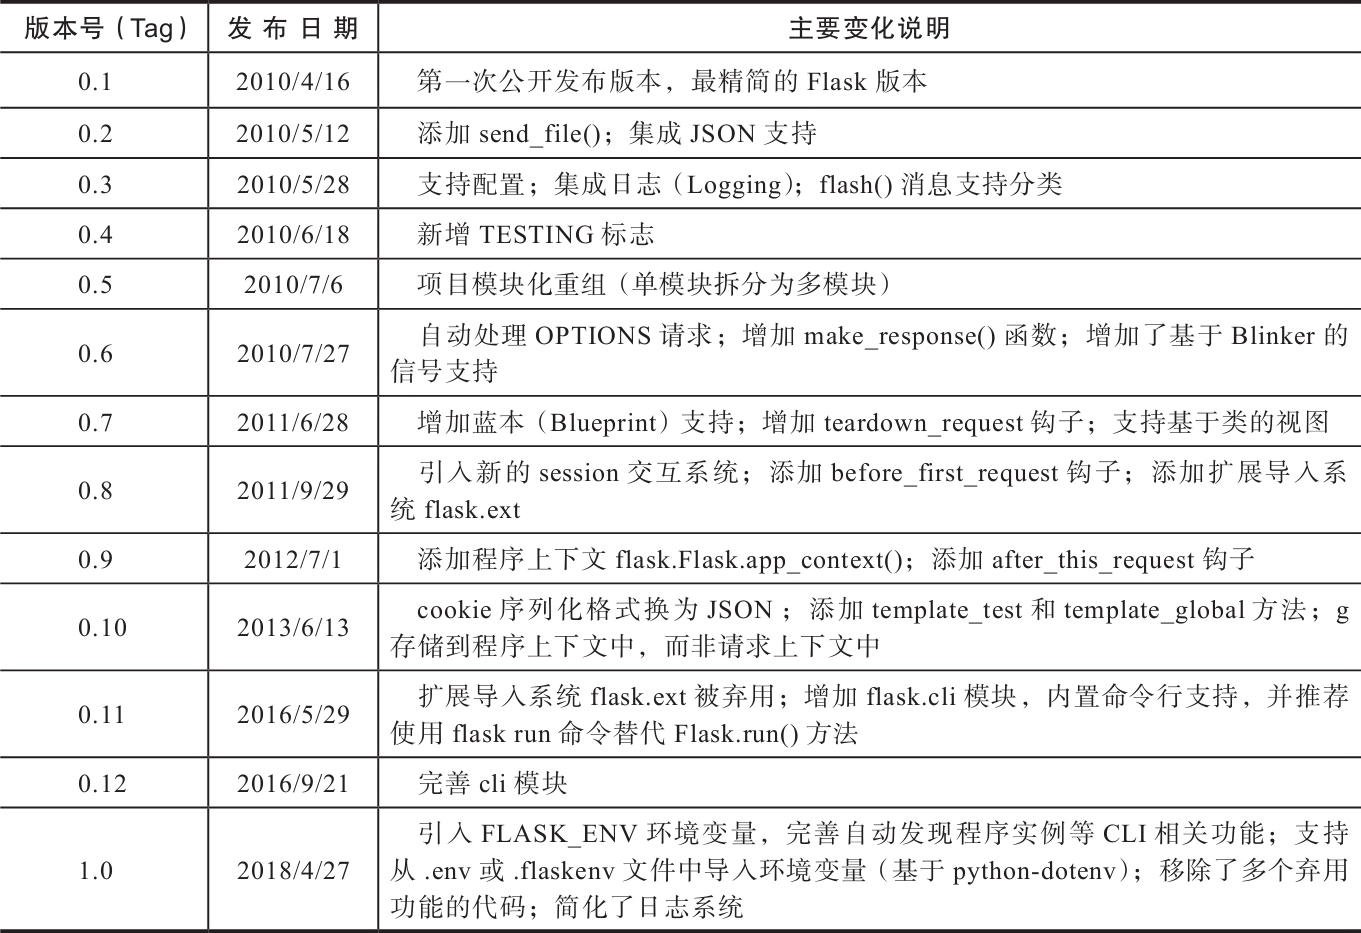 版本号（Tag） 发布日期 主要变化说明
0.1 2010/4/16 第一次公开发布版本，最精简的 Flask 版本
0.2 2010/5/12 添加 send_file()；集成 JSON 支持
0.3 2010/5/28 支持配置；集成日志（Logging）；flash() 消息支持分类
0.4 2010/6/18 新增 TESTING 标志
0.5 2010/7/6 项目模块化重组（单模块拆分为多模块）
0.6 2010/7/27 自动处理 OPTIONS 请求；增加 make_response() 函数；增加了基于 Blinker 的
信号支持
0.7 2011/6/28 增加蓝本（Blueprint）支持；增加 teardown_request 钩子；支持基于类的视图
0.8 2011/9/29 引入新的 session 交互系统；添加 before_first_request 钩子；添加扩展导入系
统 flask.ext
0.9 2012/7/1 添加程序上下文 flask.Flask.app_context()；添加 after_this_request 钩子
0.10 2013/6/13 cookie 序列化格式换为 JSON；添加 template_test 和 template_global 方法；g
存储到程序上下文中，而非请求上下文中
0.11 2016/5/29 扩展导入系统 flask.ext 被弃用；增加 flask.cli 模块，内置命令行支持，并推荐
使用 flask run 命令替代 Flask.run() 方法
0.12 2016/9/21 完善 cli 模块
1.0 2018/4/27 引入 FLASK_ENV 环境变量，完善自动发现程序实例等 CLI 相关功能；支持
从 .env 或 .flaskenv 文件中导入环境变量（基于 python-dotenv）；移除了多个弃用
功能的代码；简化了日志系统